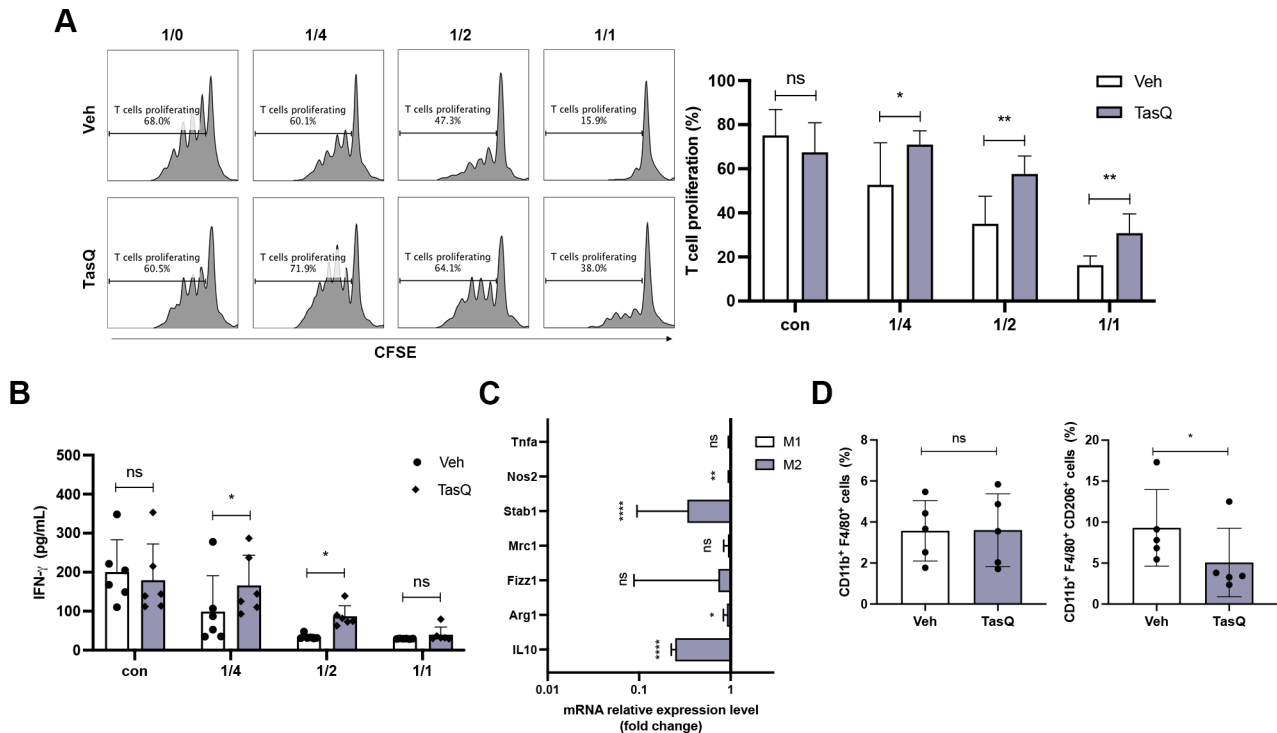 A
1/0 1/4 1/2 1/1
Veh
T cells proliferating
68.0%
T cells proliferating
60.1%
T cells proliferating
47.3%
T cells proliferating
15.9%
TasQ
T cells proliferating
60.5%
T cells proliferating
71.9%
T cells proliferating
64.1%
T cells proliferating
38.0%
CFSE
T cell proliferation (%)
100
80
60
40
20
0
ns
*
**
**
Veh
TasQ
con 1/4 1/2 1/1
B
IFN-γ (pg/mL)
500
400
300
200
100
0
ns
*
*
ns
Veh
TasQ
con 1/4 1/2 1/1
C
Tnfa ns
Nos2 **
Stab1 ****
Mrc1 ns
Fizz1 ns
Arg1 *
IL10 ****
0.01 0.1 1
mRNA relative expression level
(fold change)
M1
M2
D
CD11b⁺ F4/80⁺ cells (%)
8
6
4
2
0
ns
Veh TasQ
CD11b⁺ F4/80⁺ CD206⁺ cells (%)
20
15
10
5
0
*
Veh TasQ